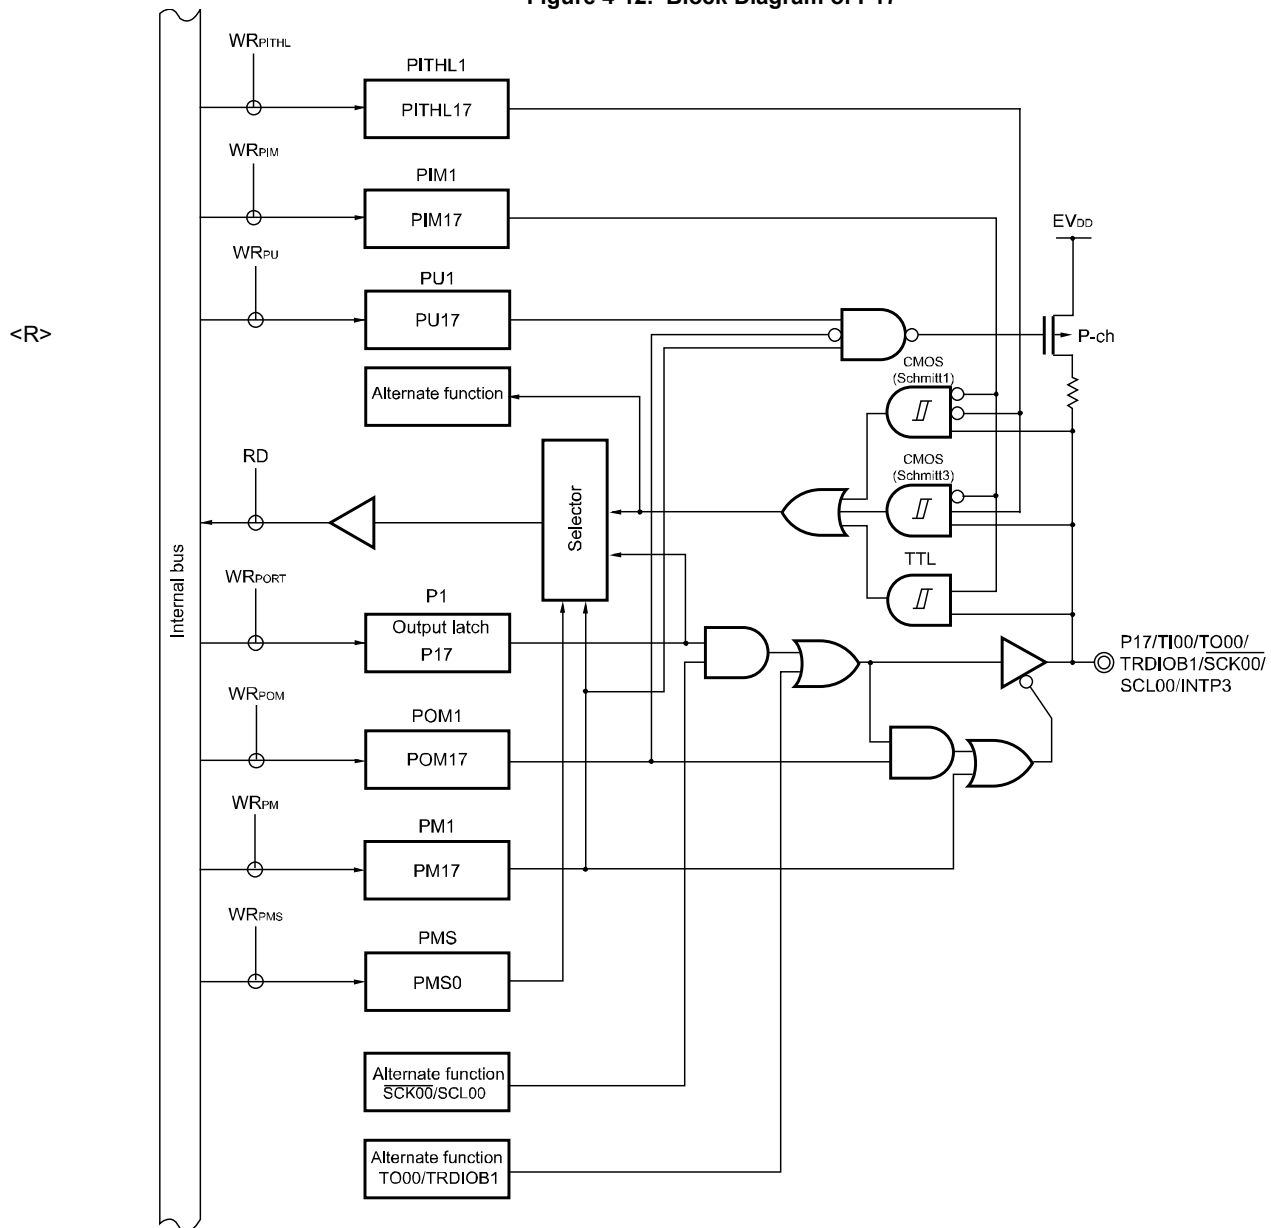 Figure 4-12. Block Diagram of P17
WRPITHL
PITHL1
PITHL17
WRPIM
PIM1
PIM17
EVDD
WRPU
PU1
PU17
<R>
P-ch
CMOS
(Schmitt1)
Alternate function
RD
Selector
CMOS
(Schmitt3)
TTL
Internal bus
WRPORT
P1
Output latch
P17
P17/TI00/TO00/
TRDIOB1/SCK00/
SCL00/INTP3
WRPOM
POM1
POM17
WRPM
PM1
PM17
WRPMS
PMS
PMS0
Alternate function
SCK00/SCL00
Alternate function
TO00/TRDIOB1